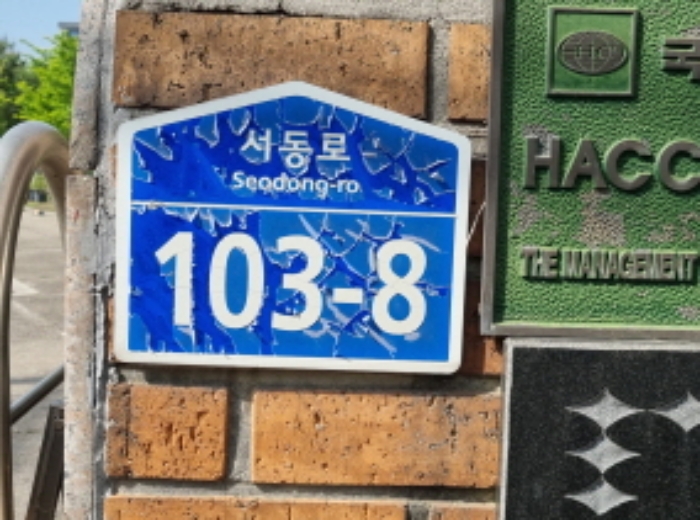 서동로
Seodong-ro
103-8
HACC
THE MANAGEMENT